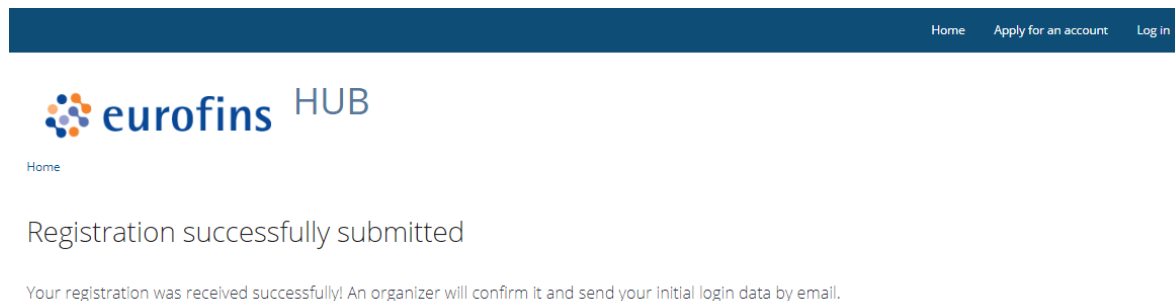 Home Apply for an account Log in
eurofins HUB
Home
Registration successfully submitted
Your registration was received successfully! An organizer will confirm it and send your initial login data by email.